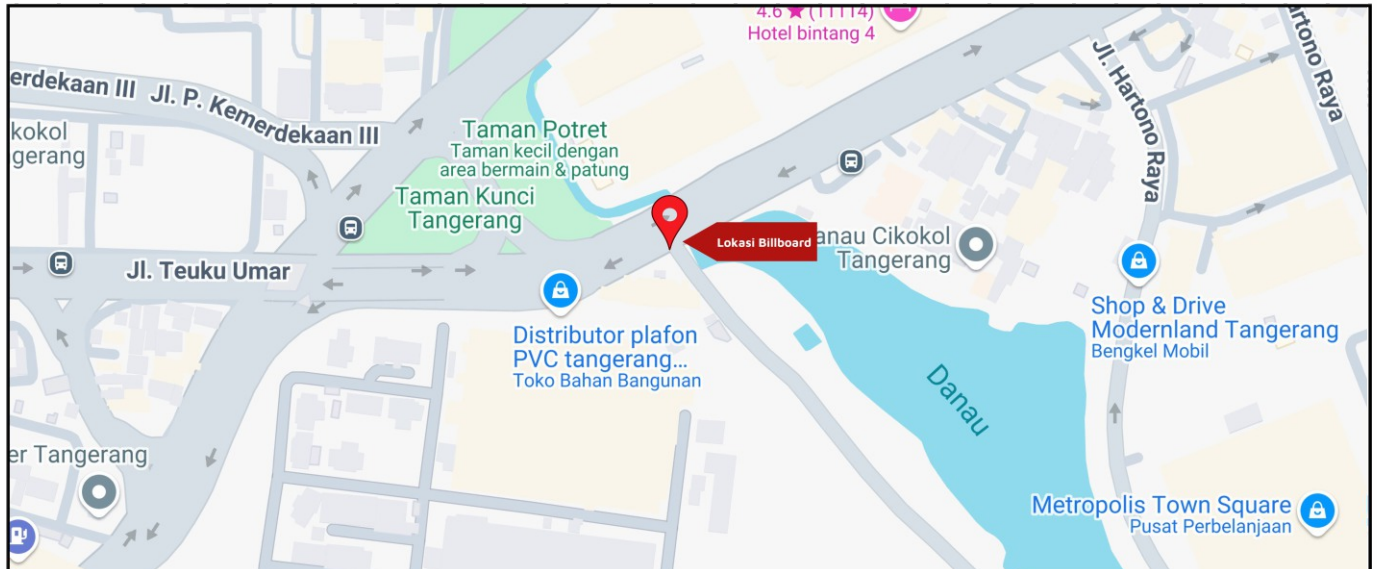 4.6 ★ (11114)
Hotel bintang 4
erdekaan III
Jl. P. Kemerdekaan III
kokol
gerang
Taman Potret
Taman kecil dengan
area bermain & patung
Taman Kunci
Tangerang
Jl. Hartono Raya
artono Raya
Lokasi Billboard
anau Cikokol
Tangerang
Jl. Teuku Umar
Distributor plafon
PVC tangerang...
Toko Bahan Bangunan
Shop & Drive
Modernland Tangerang
Bengkel Mobil
Danau
er Tangerang
Metropolis Town Square
Pusat Perbelanjaan